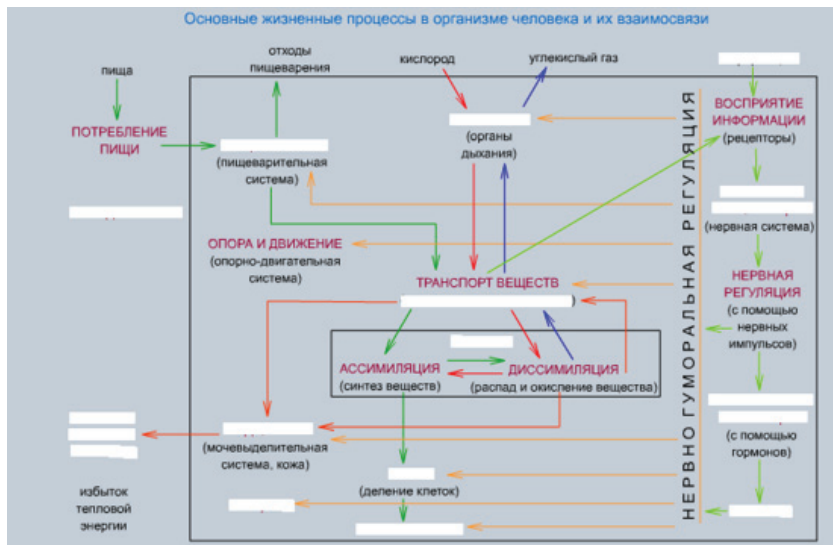 Основные жизненные процессы в организме человека и их взаимосвязи
пища
отходы
пищеварения
кислород
углекислый газ
ПОТРЕБЛЕНИЕ
ПИЩИ
(пищеварительная
система)
(органы
дыхания)
ВОСПРИЯТИЕ
ИНФОРМАЦИИ
(рецепторы)
(нервная система)
ОПОРА И ДВИЖЕНИЕ
(опорно-двигательная
система)
ТРАНСПОРТ ВЕЩЕСТВ
)
НЕРВНАЯ
РЕГУЛЯЦИЯ
(с помощью
нервных
импульсов)
АССИМИЛЯЦИЯ
(синтез веществ)
ДИССИМИЛЯЦИЯ
(распад и окисление вещества)
(мочевыделительная
система, кожа)
(с помощью
гормонов)
(деление клеток)
избыток
тепловой
энергии
НЕРВНО ГУМОРАЛЬНАЯ РЕГУЛЯЦИЯ